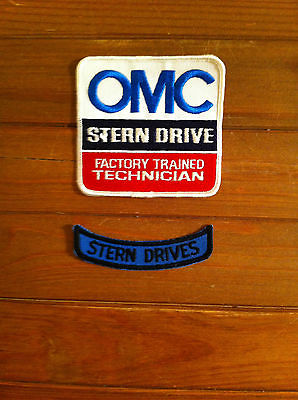 OMC
STERN DRIVE
FACTORY TRAINED
TECHNICIAN
STERN DRIVES